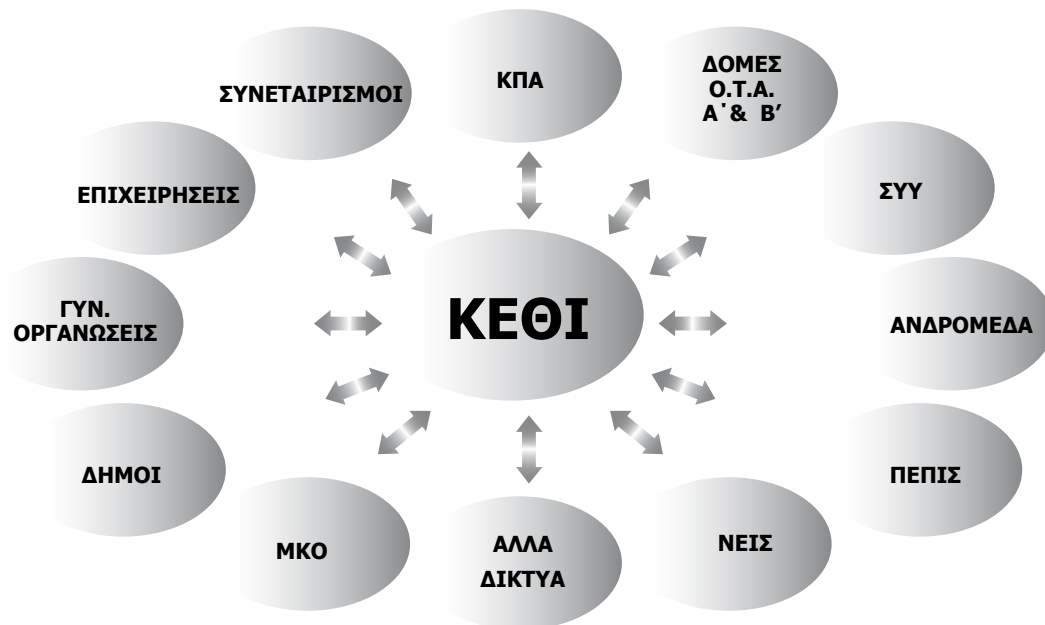 ΚΠΑ
ΔΟΜΕΣ
Ο.Τ.Α.
Α΄& Β’
ΣΥΝΕΤΑΙΡΙΣΜΟΙ
ΕΠΙΧΕΙΡΗΣΕΙΣ
ΣΥΥ
ΓΥΝ.
ΟΡΓΑΝΩΣΕΙΣ
ΚΕΘΙ
ΑΝΔΡΟΜΕΔΑ
ΔΗΜΟΙ
ΠΕΠΙΣ
ΜΚΟ
ΑΛΛΑ
ΔΙΚΤΥΑ
ΝΕΙΣ